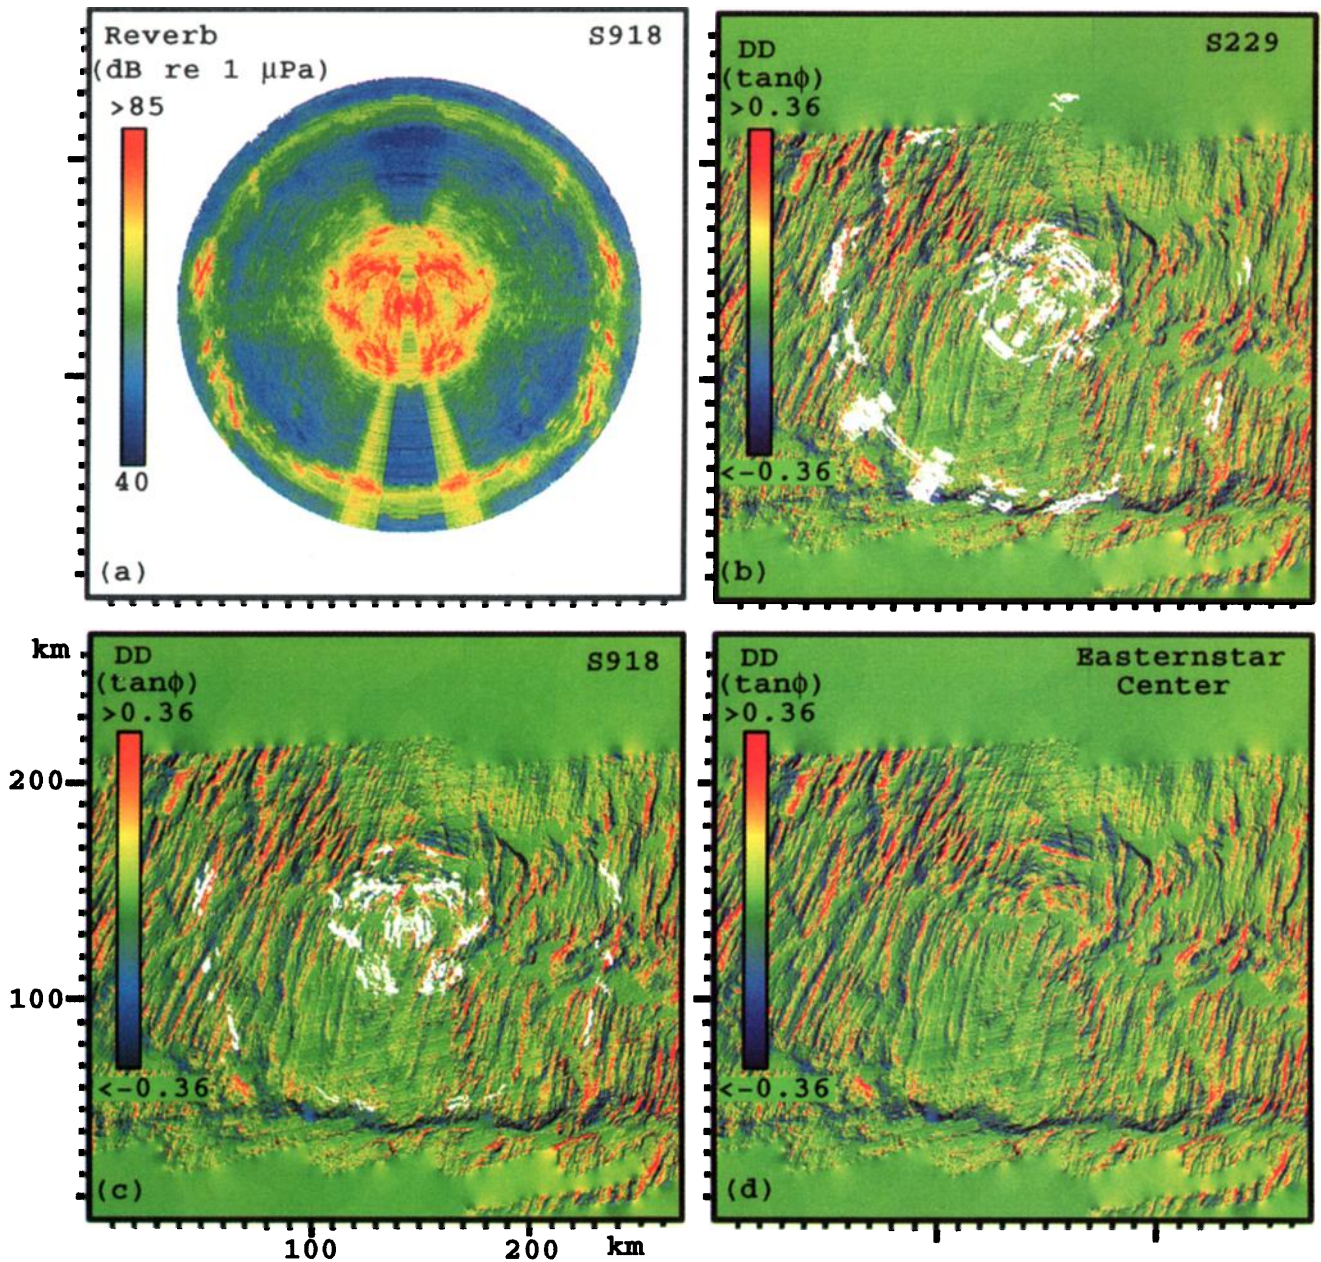 Reverb
S918
(dB re 1 μPa)
>85
40
(a)
DD
S229
(tanφ)
>0.36
<-0.36
(b)
km
DD
S918
(tanφ)
>0.36
200
100
<-0.36
(c)
100
200
km
DD
Easternstar
Center
(tanφ)
>0.36
<-0.36
(d)